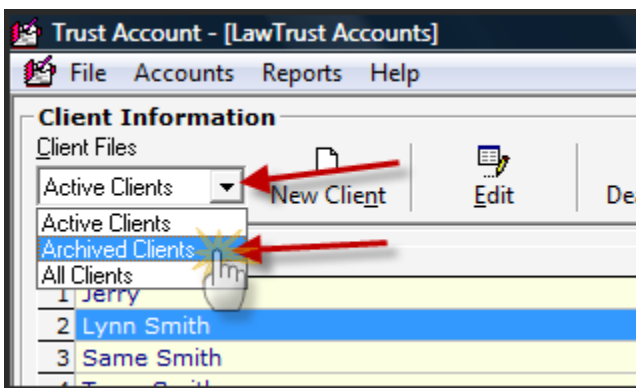 Trust Account - [LawTrust Accounts]
File Accounts Reports Help
Client Information
Client Files
Active Clients
New Client
Edit
Active Clients
Archived Clients
All Clients
1 Jerry
2 Lynn Smith
3 Same Smith